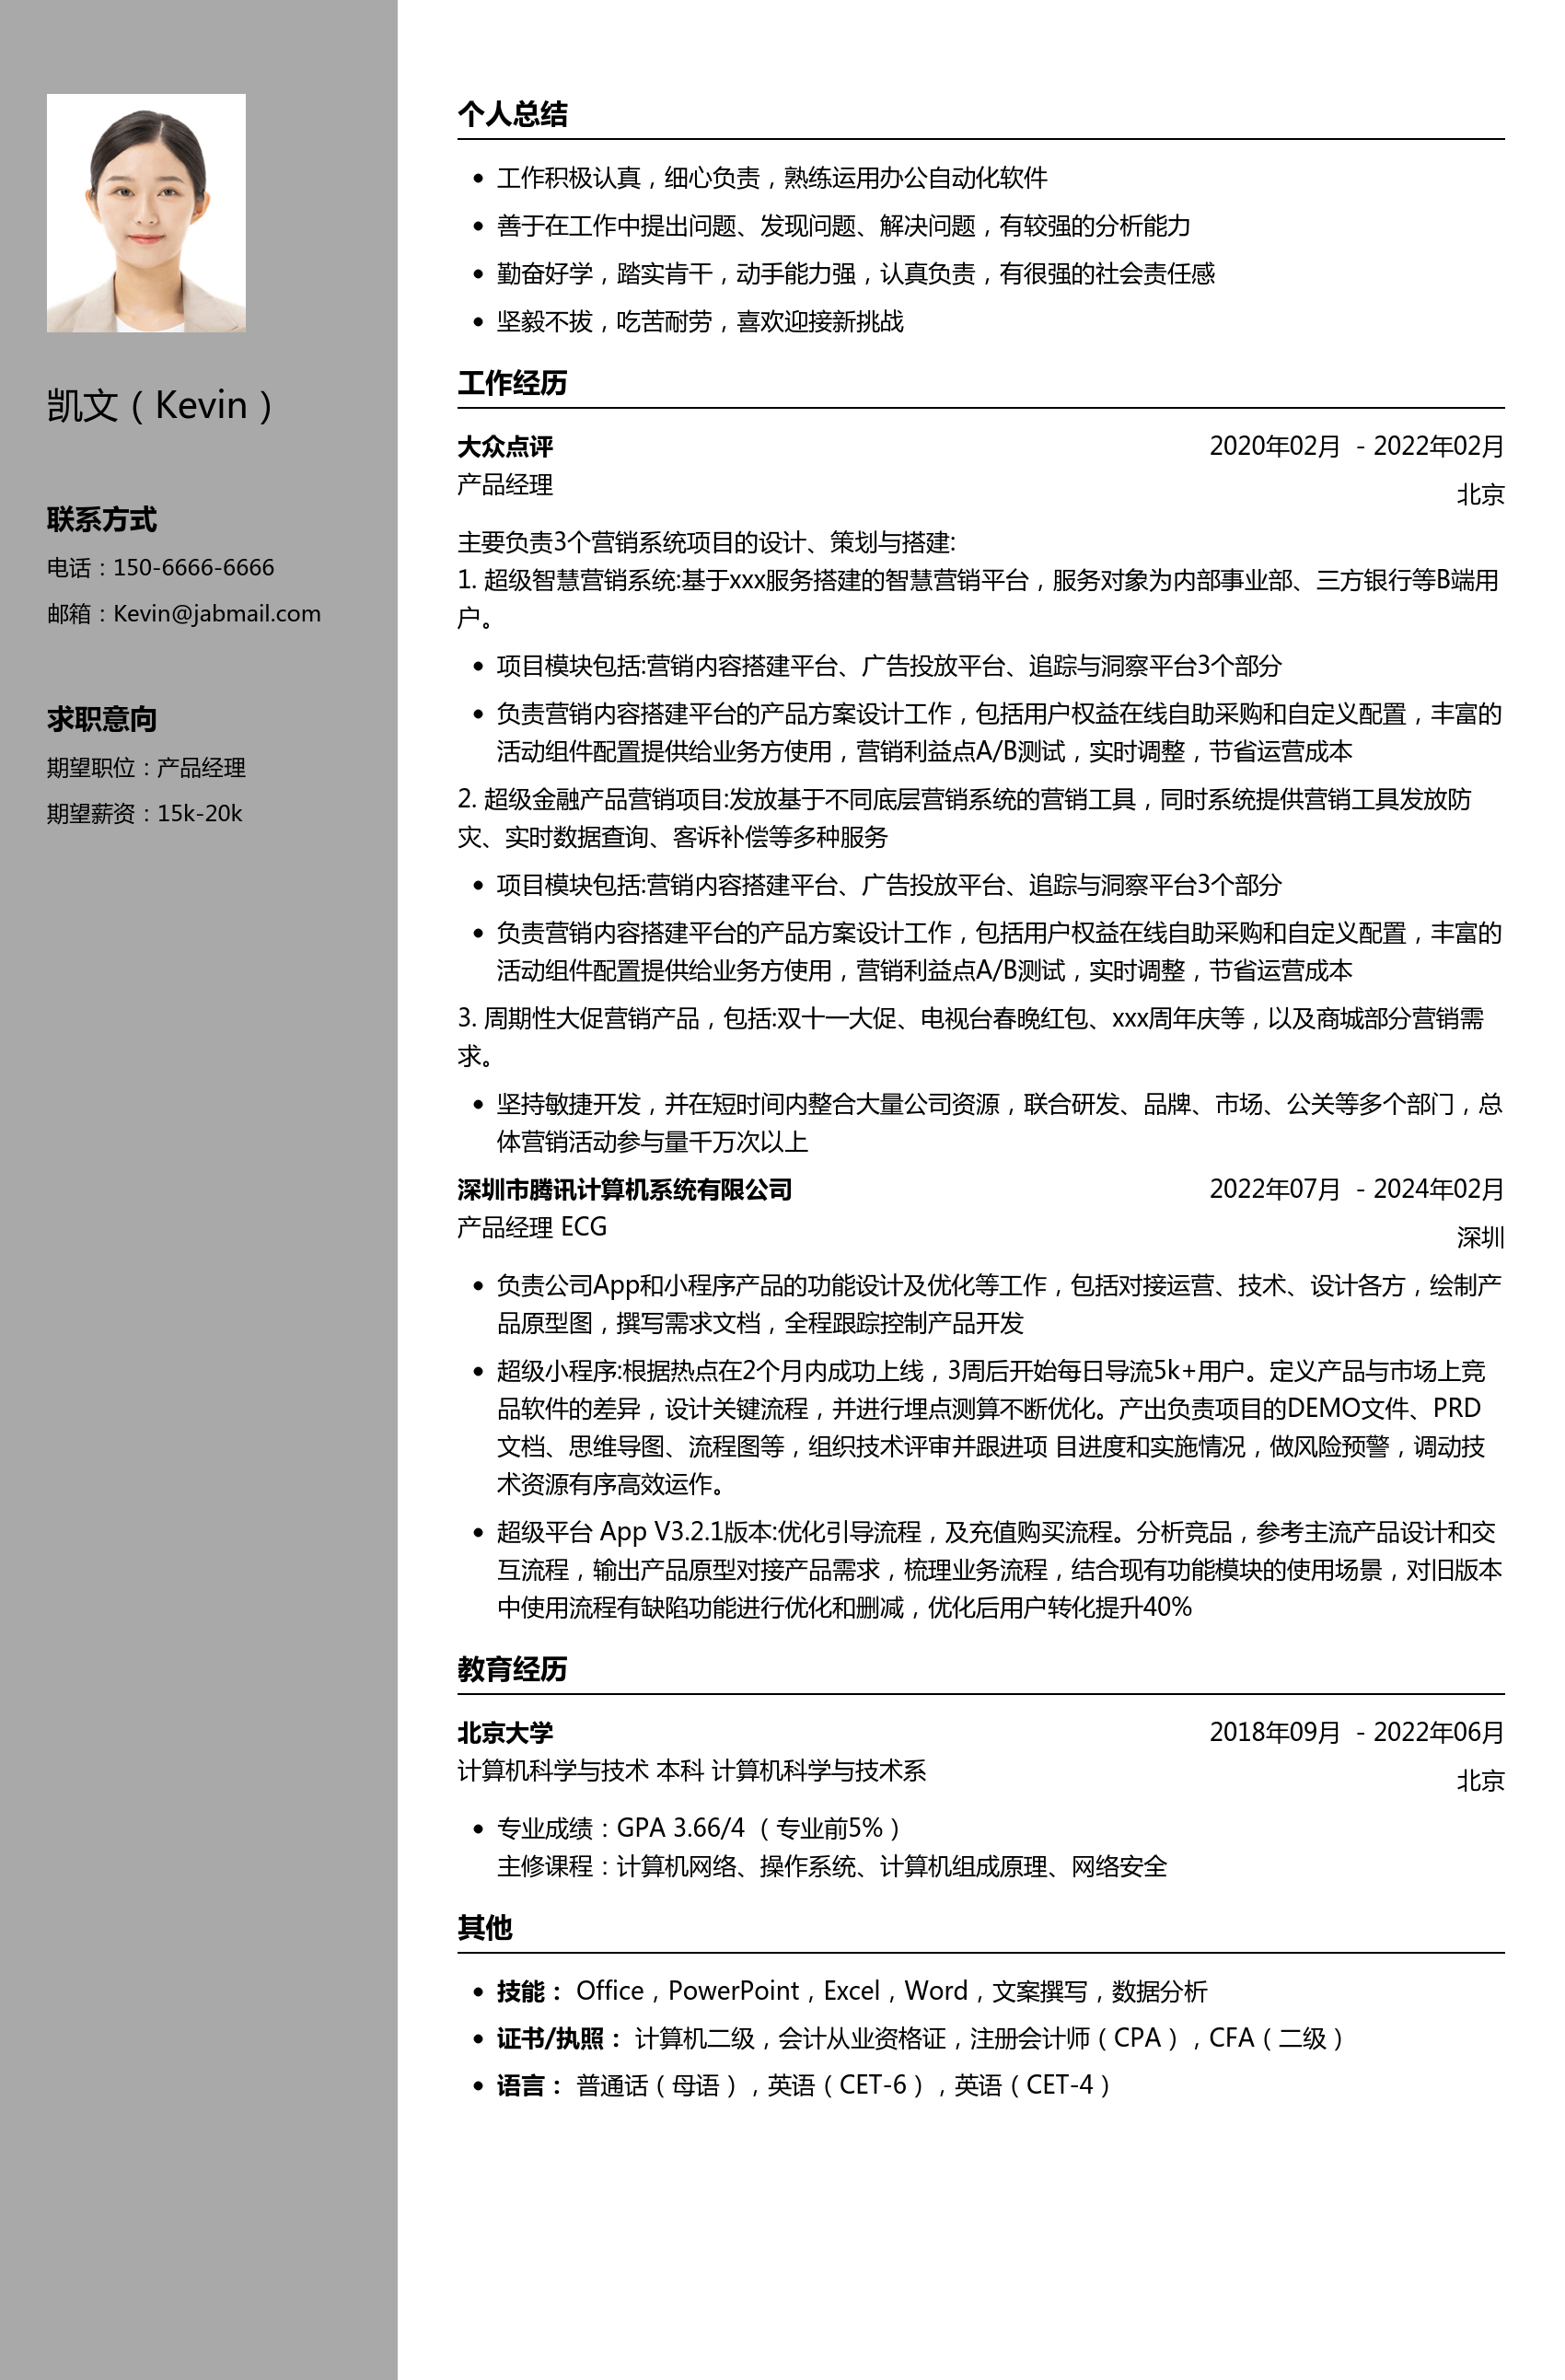 凯文（Kevin）
联系方式
电话：150-6666-6666
邮箱：Kevin@jabmail.com
求职意向
期望职位：产品经理
期望薪资：15k-20k
个人总结
• 工作积极认真，细心负责，熟练运用办公自动化软件
• 善于在工作中提出问题、发现问题、解决问题，有较强的分析能力
• 勤奋好学，踏实肯干，动手能力强，认真负责，有很强的社会责任感
• 坚毅不拔，吃苦耐劳，喜欢迎接新挑战
工作经历
大众点评 2020年02月 - 2022年02月
产品经理 北京
主要负责3个营销系统项目的设计、策划与搭建:
1. 超级智慧营销系统:基于xxx服务搭建的智慧营销平台，服务对象为内部事业部、三方银行等B端用
户。
• 项目模块包括:营销内容搭建平台、广告投放平台、追踪与洞察平台3个部分
• 负责营销内容搭建平台的产品方案设计工作，包括用户权益在线自助采购和自定义配置，丰富的
活动组件配置提供给业务方使用，营销利益点A/B测试，实时调整，节省运营成本
2. 超级金融产品营销项目:发放基于不同底层营销系统的营销工具，同时系统提供营销工具发放防
灾、实时数据查询、客诉补偿等多种服务
• 项目模块包括:营销内容搭建平台、广告投放平台、追踪与洞察平台3个部分
• 负责营销内容搭建平台的产品方案设计工作，包括用户权益在线自助采购和自定义配置，丰富的
活动组件配置提供给业务方使用，营销利益点A/B测试，实时调整，节省运营成本
3. 周期性大促营销产品，包括:双十一大促、电视台春晚红包、xxx周年庆等，以及商城部分营销需
求。
• 坚持敏捷开发，并在短时间内整合大量公司资源，联合研发、品牌、市场、公关等多个部门，总
体营销活动参与量千万次以上
深圳市腾讯计算机系统有限公司 2022年07月 - 2024年02月
产品经理 ECG 深圳
• 负责公司App和小程序产品的功能设计及优化等工作，包括对接运营、技术、设计各方，绘制产
品原型图，撰写需求文档，全程跟踪控制产品开发
• 超级小程序:根据热点在2个月内成功上线，3周后开始每日导流5k+用户。定义产品与市场上竞
品软件的差异，设计关键流程，并进行埋点测算不断优化。产出负责项目的DEMO文件、PRD
文档、思维导图、流程图等，组织技术评审并跟进项 目进度和实施情况，做风险预警，调动技
术资源有序高效运作。
• 超级平台 App V3.2.1版本:优化引导流程，及充值购买流程。分析竞品，参考主流产品设计和交
互流程，输出产品原型对接产品需求，梳理业务流程，结合现有功能模块的使用场景，对旧版本
中使用流程有缺陷功能进行优化和删减，优化后用户转化提升40%
教育经历
北京大学 2018年09月 - 2022年06月
计算机科学与技术 本科 计算机科学与技术系 北京
• 专业成绩：GPA 3.66/4 （专业前5%）
主修课程：计算机网络、操作系统、计算机组成原理、网络安全
其他
• 技能： Office，PowerPoint，Excel，Word，文案撰写，数据分析
• 证书/执照： 计算机二级，会计从业资格证，注册会计师（CPA），CFA（二级）
• 语言： 普通话（母语），英语（CET-6），英语（CET-4）